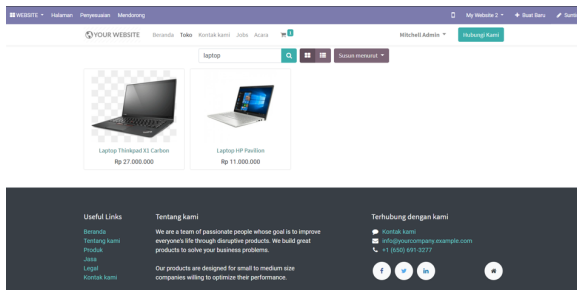 WEBSITE Halaman Penyesuaian Mendorong My Website 2 + Buat Baru
YOUR WEBSITE Beranda Toko Kontak kami Jobs Acara 1 Mitchell Admin Hubungi Kami
laptop Susun menurut
Laptop Thinkpad X1 Carbon Laptop HP Pavilion
Rp 27.000.000 Rp 11.000.000
Useful Links Tentang kami Terhubung dengan kami
Beranda We are a team of passionate people whose goal is to improve Kontak kami
Tentang kami everyone's life through disruptive products. We build great info@yourcompany.example.com
Produk products to solve your business problems. +1 (650) 691-3277
Jasa
Legal Our products are designed for small to medium size
Kontak kami companies willing to optimize their performance.